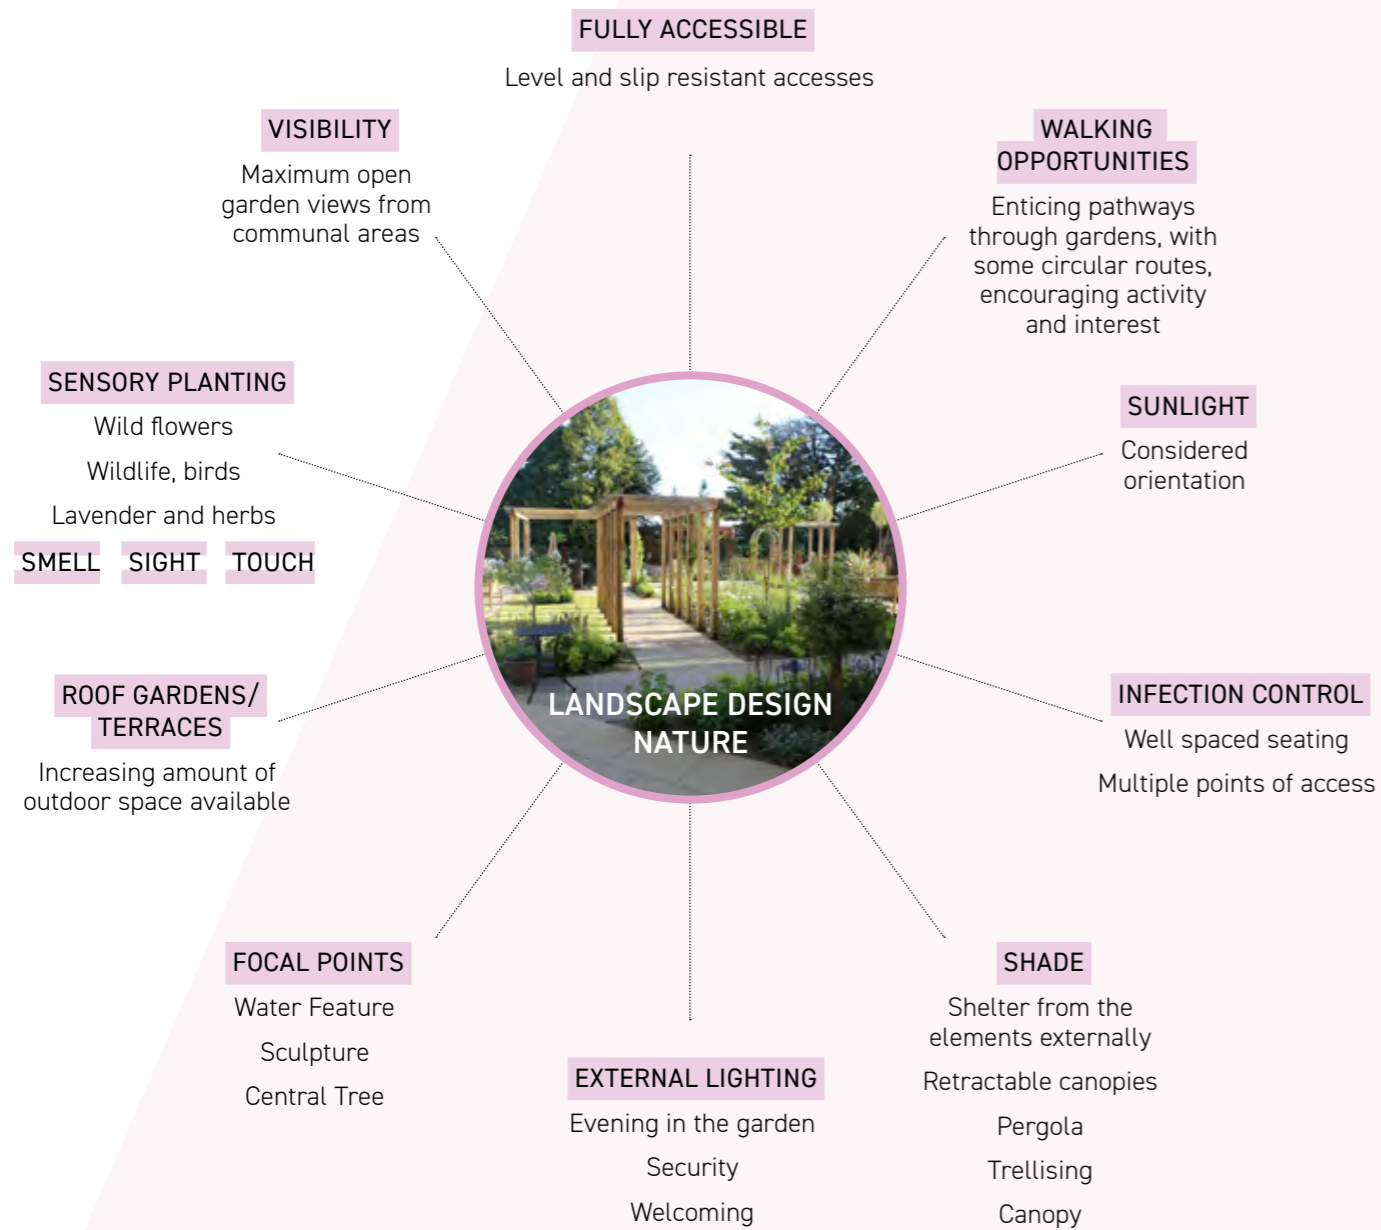 FULLY ACCESSIBLE
Level and slip resistant accesses
VISIBILITY
Maximum open
garden views from
communal areas
WALKING
OPPORTUNITIES
Enticing pathways
through gardens, with
some circular routes,
encouraging activity
and interest
SENSORY PLANTING
Wild flowers
Wildlife, birds
Lavender and herbs
SMELL SIGHT TOUCH
SUNLIGHT
Considered
orientation
LANDSCAPE DESIGN
NATURE
ROOF GARDENS/
TERRACES
Increasing amount of
outdoor space available
INFECTION CONTROL
Well spaced seating
Multiple points of access
FOCAL POINTS
Water Feature
Sculpture
Central Tree
EXTERNAL LIGHTING
Evening in the garden
Security
Welcoming
SHADE
Shelter from the
elements externally
Retractable canopies
Pergola
Trellising
Canopy